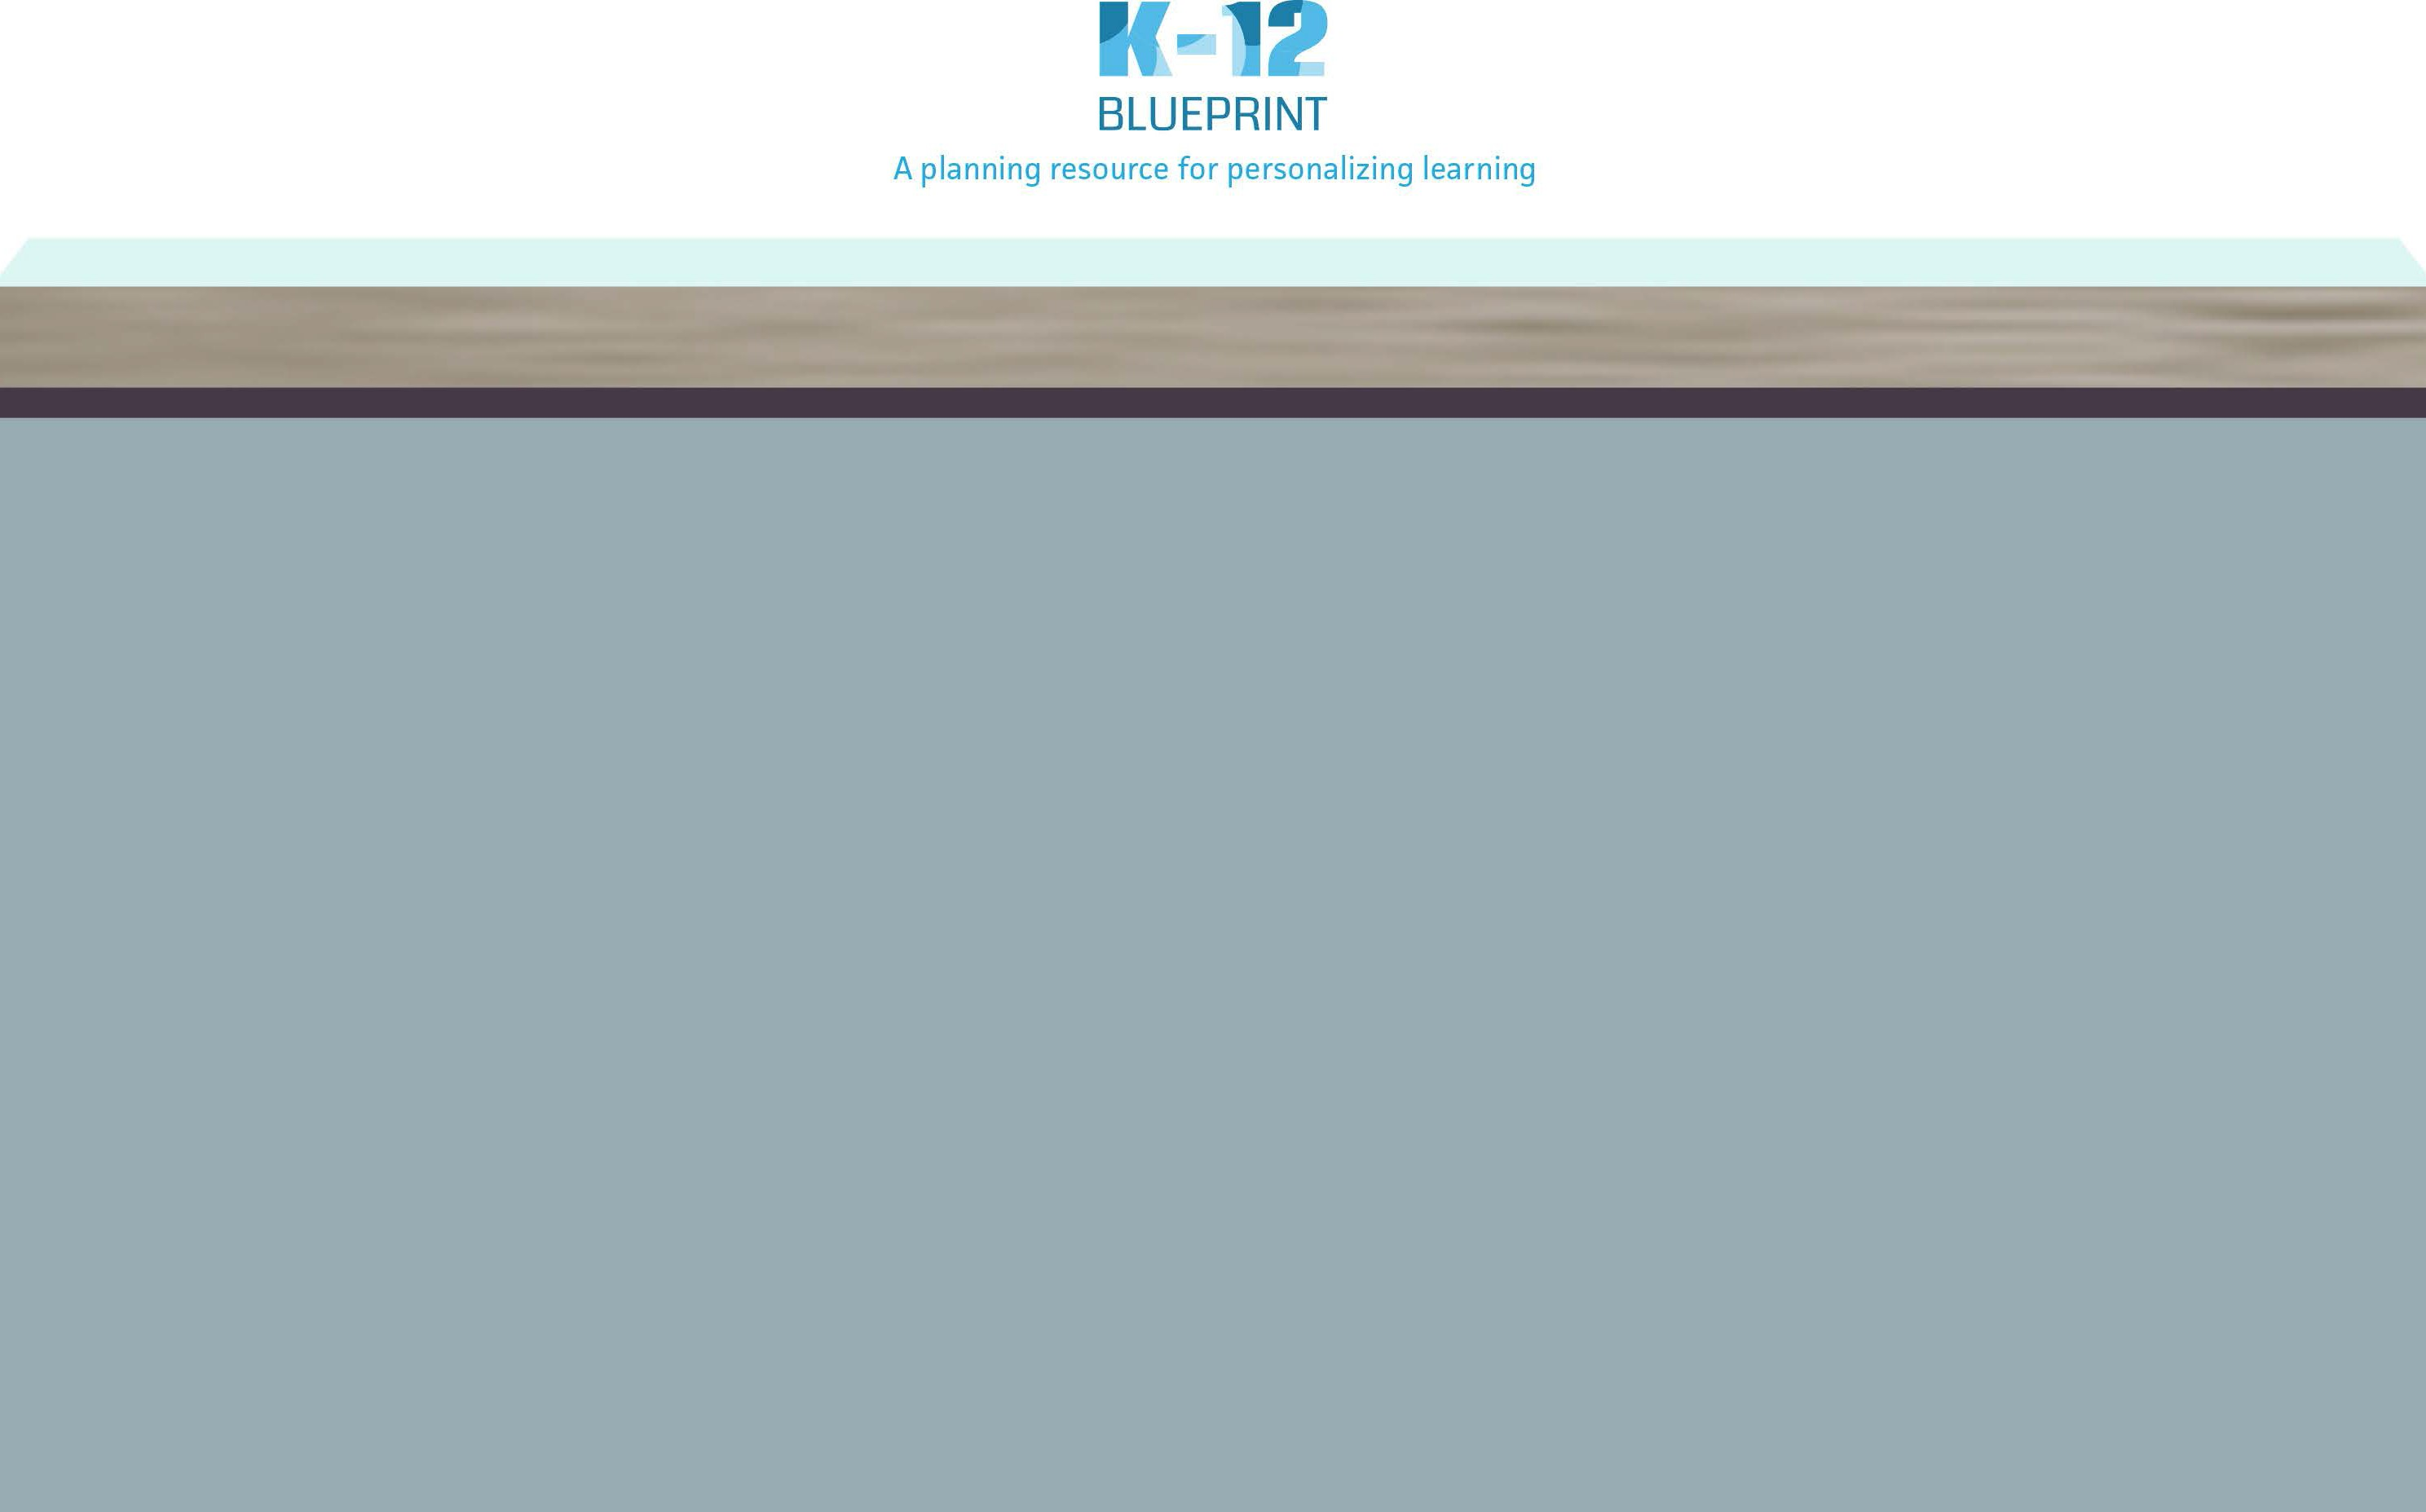 K-12
BLUEPRINT
A planning resource for personalizing learning